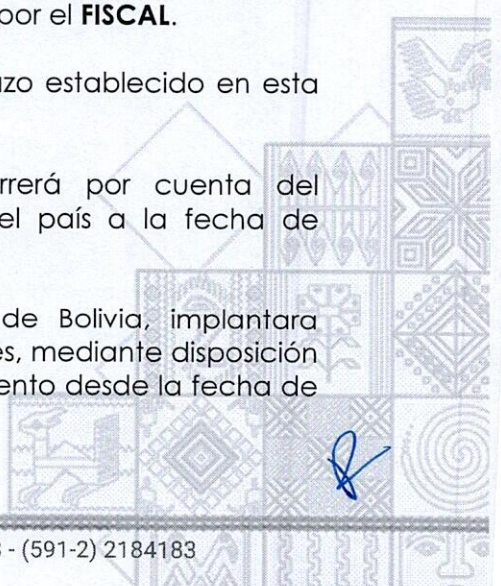 por el FISCAL.
azo establecido en esta
rrerá por cuenta del
el país a la fecha de
de Bolivia, implantara
es, mediante disposición
ento desde la fecha de
- (591-2) 2184183